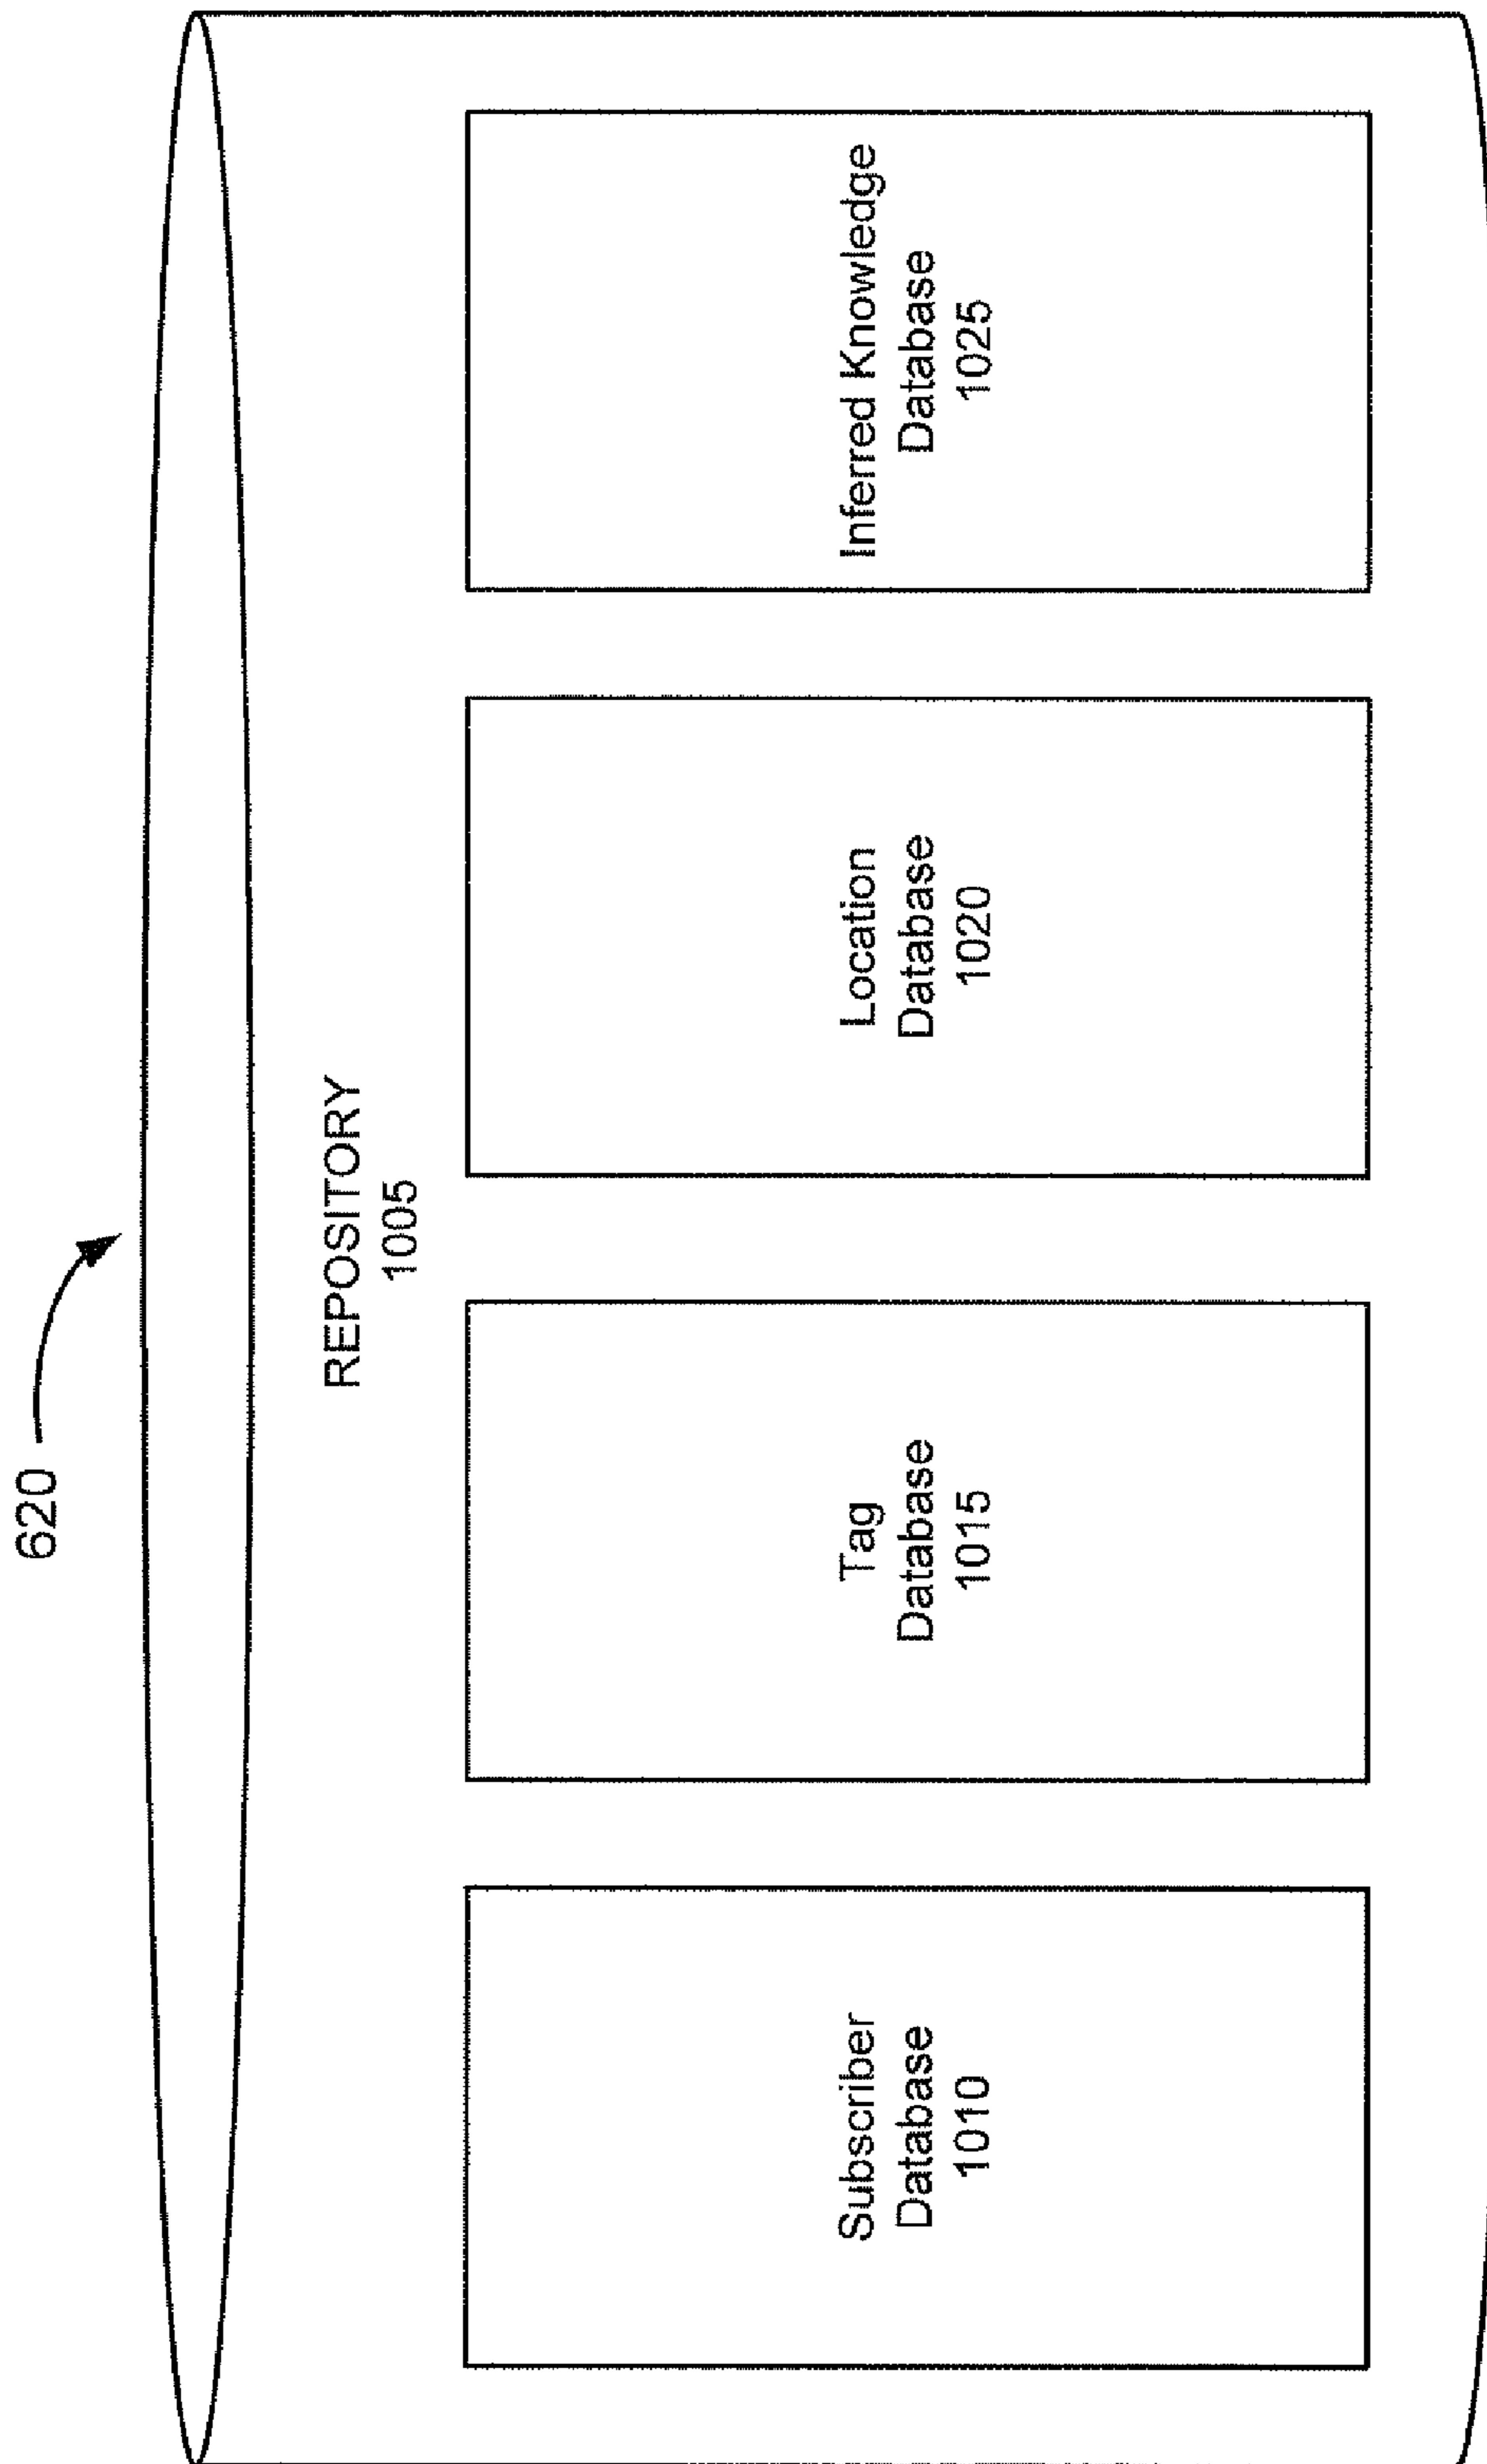 620
REPOSITORY
1005
Subscriber
Database
1010
Tag
Database
1015
Location
Database
1020
Inferred Knowledge
Database
1025